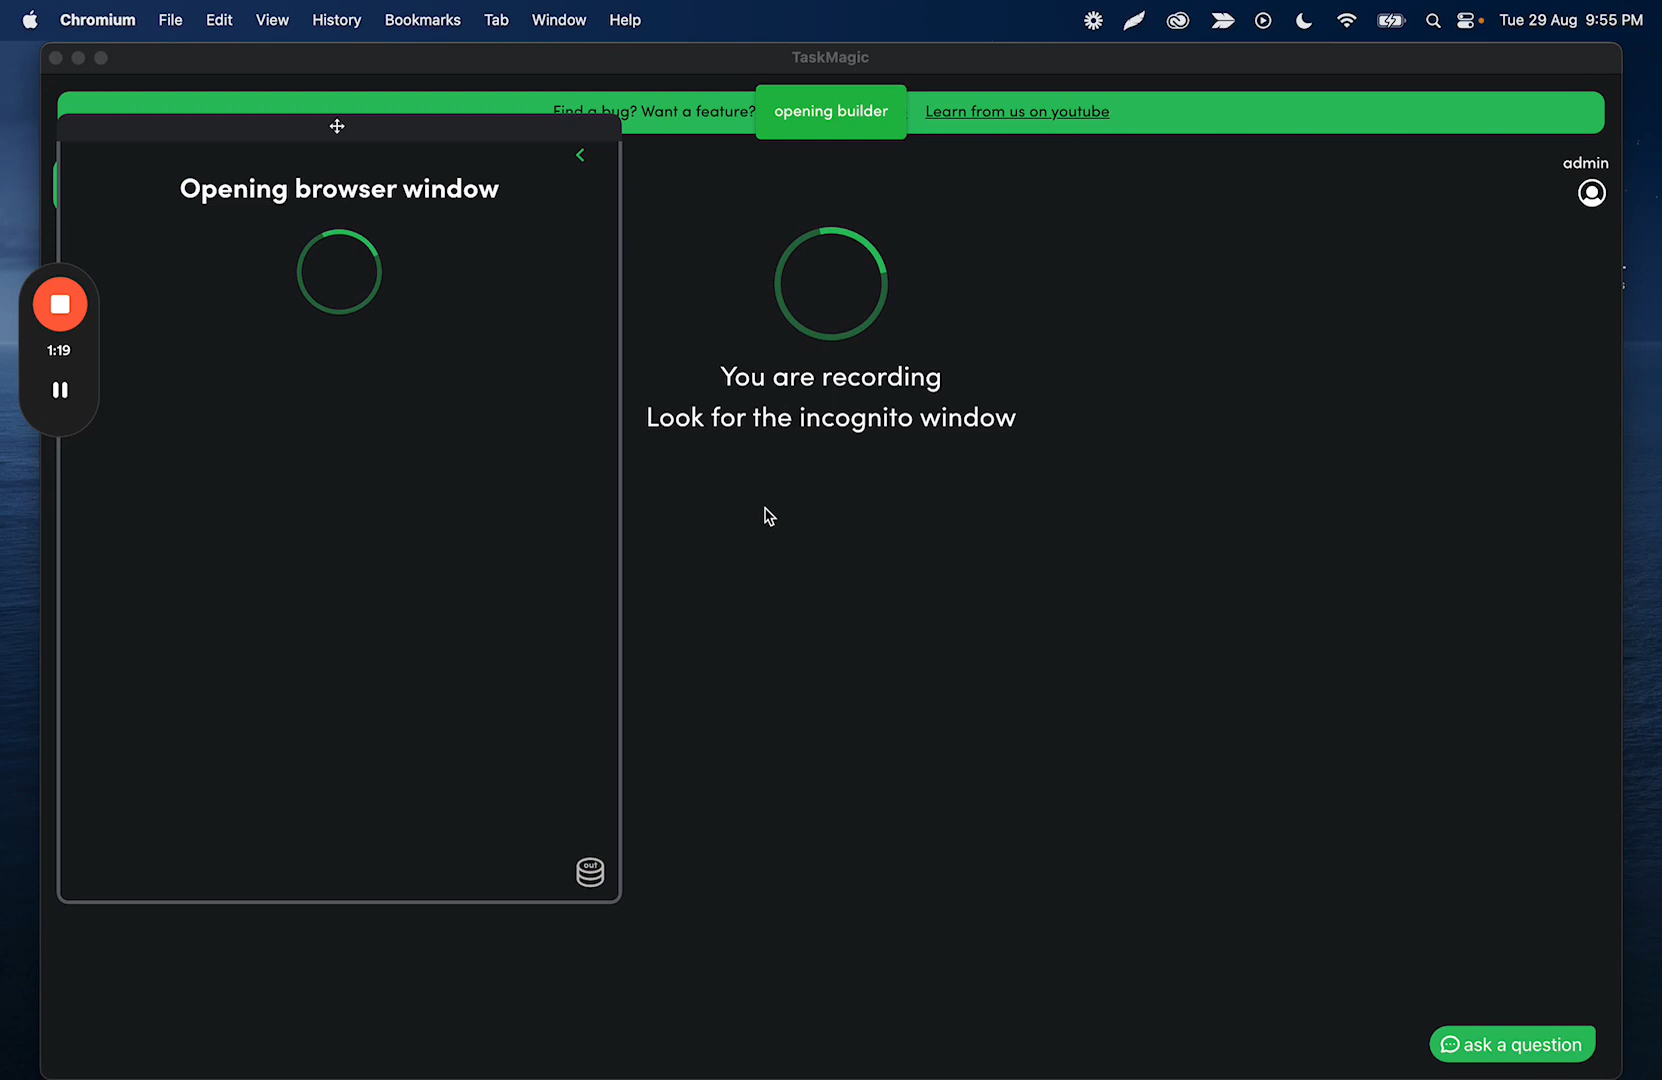 Chromium File Edit View History Bookmarks Tab Window Help Tue 29 Aug 9:55 PM
TaskMagic
Find a bug? Want a feature? opening builder Learn from us on youtube
admin
Opening browser window
1:19
You are recording
Look for the incognito window
out
ask a question